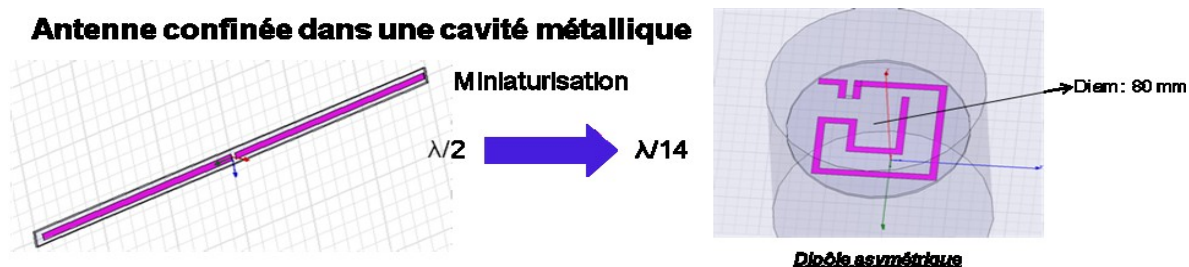 Antenne confinée dans une cavité métallique
Miniaturisation
λ/2
λ/14
Diam: 80 mm
Dipôle asymétrique